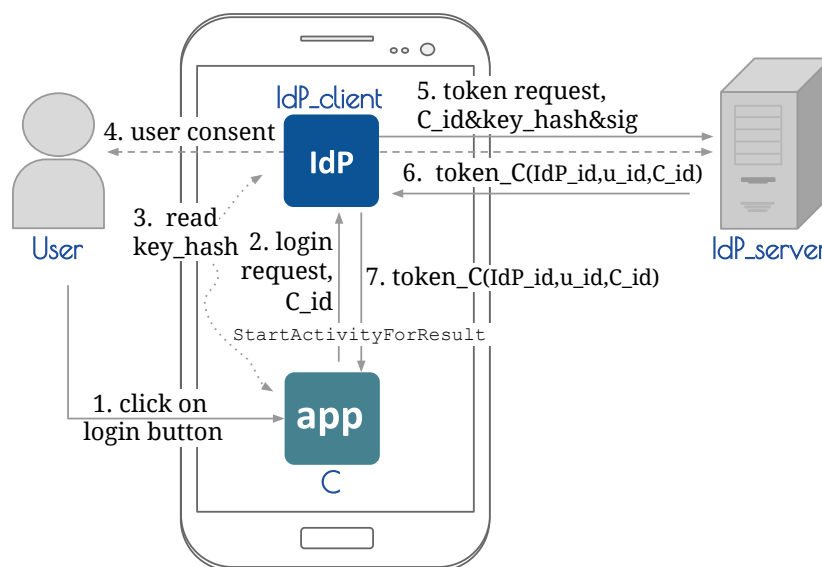 IdP_client
5. token request,
C_id&key_hash&sig
4. user consent
IdP
6. token_C(IdP_id,u_id,C_id)
3. read
key_hash
2. login
request,
C_id
User
IdP_server
7. token_C(IdP_id,u_id,C_id)
StartActivityForResult
1. click on
login button
app
C